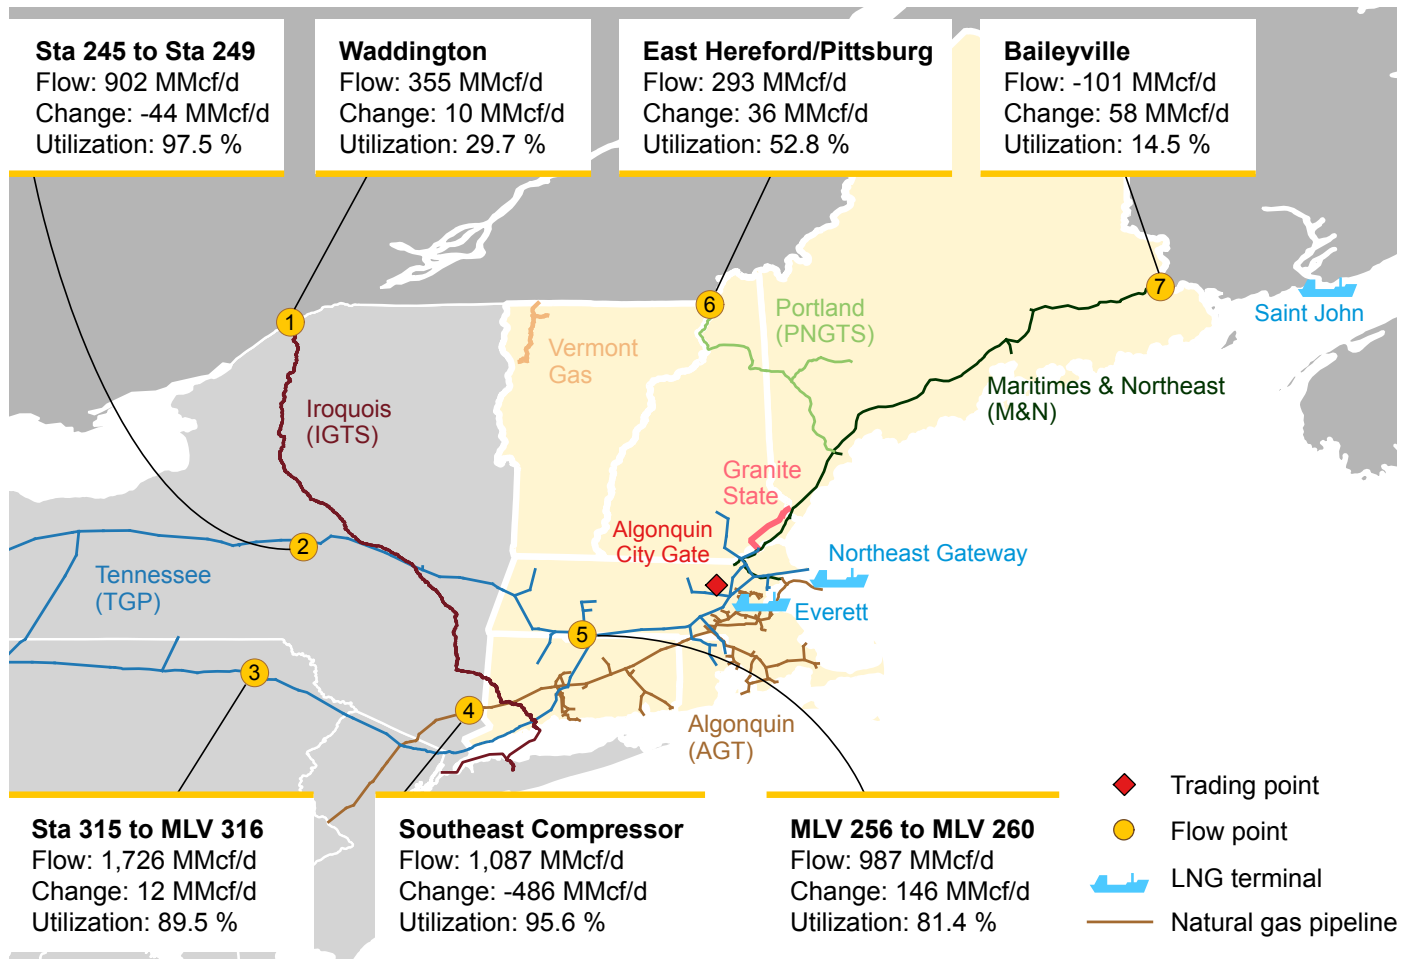 Sta 245 to Sta 249
Flow: 902 MMcf/d
Change: -44 MMcf/d
Utilization: 97.5 %
Waddington
Flow: 355 MMcf/d
Change: 10 MMcf/d
Utilization: 29.7 %
East Hereford/Pittsburg
Flow: 293 MMcf/d
Change: 36 MMcf/d
Utilization: 52.8 %
Baileyville
Flow: -101 MMcf/d
Change: 58 MMcf/d
Utilization: 14.5 %
1
6
7
Saint John
Portland
(PNGTS)
Vermont
Gas
Maritimes & Northeast
(M&N)
Iroquois
(IGTS)
Granite
State
Algonquin
City Gate
2
Northeast Gateway
Tennessee
(TGP)
Everett
5
3
4
Algonquin
(AGT)
Sta 315 to MLV 316
Flow: 1,726 MMcf/d
Change: 12 MMcf/d
Utilization: 89.5 %
Southeast Compressor
Flow: 1,087 MMcf/d
Change: -486 MMcf/d
Utilization: 95.6 %
MLV 256 to MLV 260
Flow: 987 MMcf/d
Change: 146 MMcf/d
Utilization: 81.4 %
Trading point
Flow point
LNG terminal
Natural gas pipeline